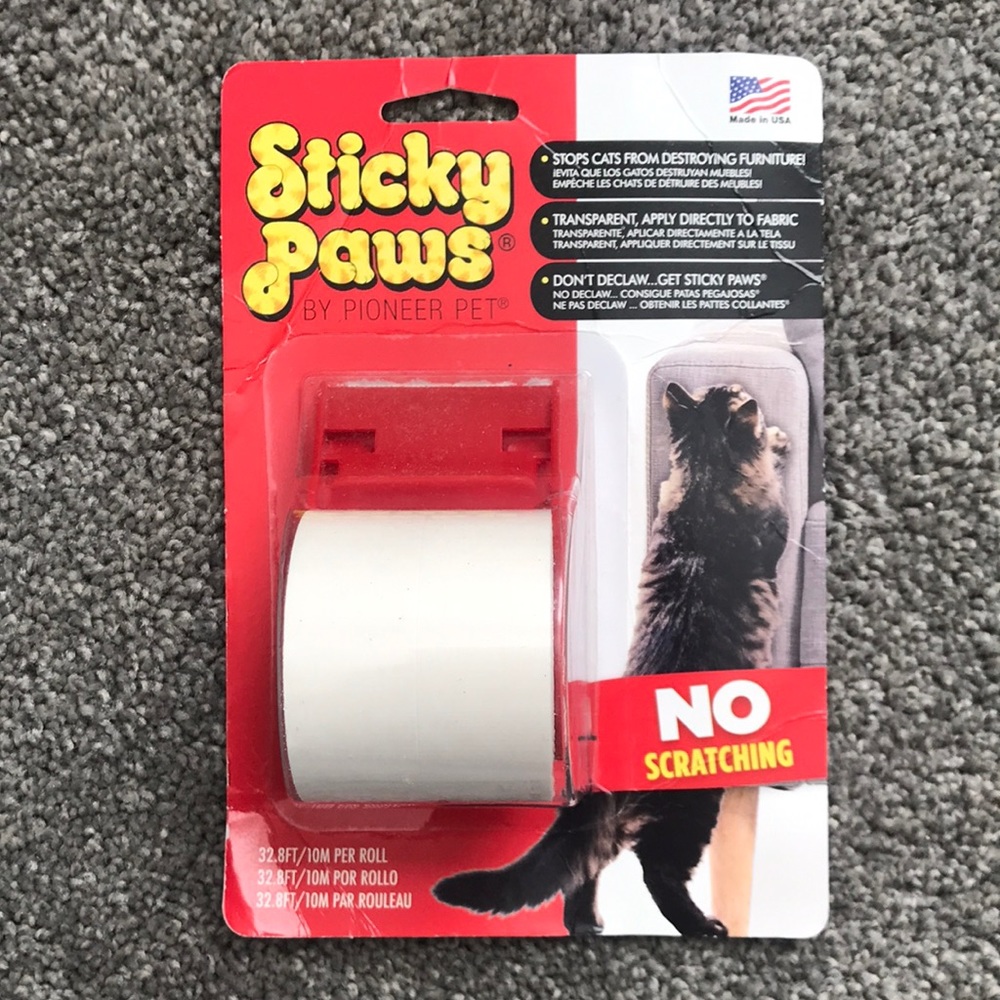 Sticky
Paws®
BY PIONEER PET®
Made in USA
• STOPS CATS FROM DESTROYING FURNITURE!
¡EVITA QUE LOS GATOS DESTRUYAN MUEBLES!
EMPÊCHE LES CHATS DE DÉTRUIRE DES MEUBLES!
• TRANSPARENT, APPLY DIRECTLY TO FABRIC
TRANSPARENTE, APLICAR DIRECTAMENTE A LA TELA
TRANSPARENT, APPLIQUER DIRECTEMENT SUR LE TISSU
• DON'T DECLAW...GET STICKY PAWS®
NO DECLAW... CONSIGUE PATAS PEGAJOSAS®
NE PAS DECLAW ... OBTENIR LES PATTES COLLANTES®
NO
SCRATCHING
32.8FT/10M PER ROLL
32.8FT/10M POR ROLLO
32.8FT/10M PAR ROULEAU